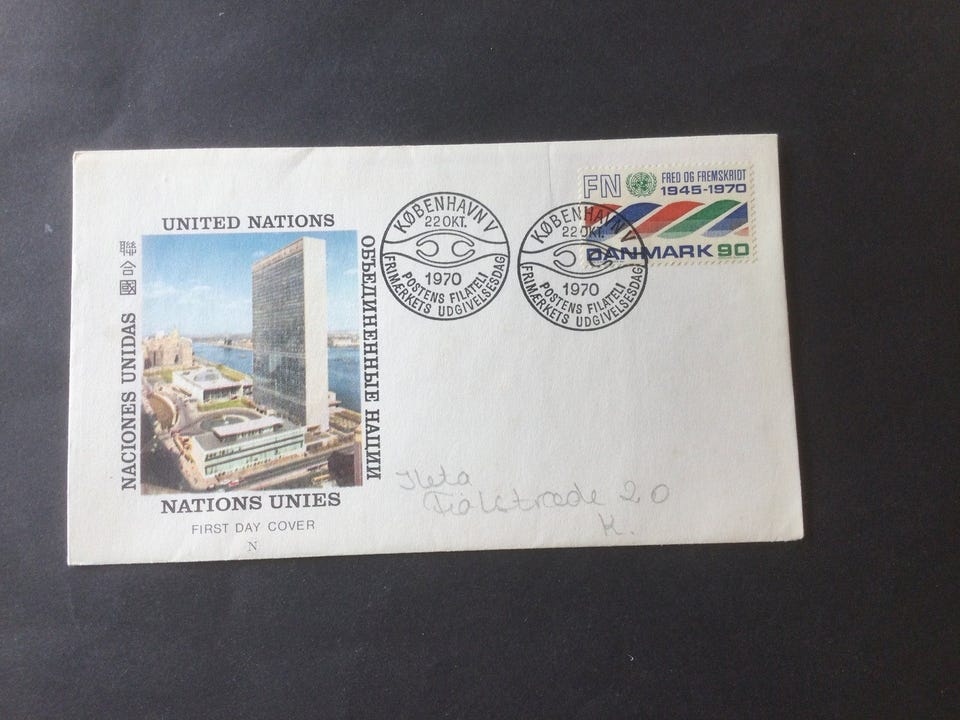 UNITED NATIONS
聯合國
NACIONES UNIDAS
ОБЪЕДИНЕННЫЕ НАЦИИ
NATIONS UNIES
FIRST DAY COVER
N
KØBENHAVN V
22 OKT.
1970
POSTENS FILATELI
FRIMÆRKETS UDGIVELSESDAG
KØBENHAVN V
22 OKT.
1970
POSTENS FILATELI
FRIMÆRKETS UDGIVELSESDAG
FN FRED OG FREMSKRIDT
1945-1970
DANMARK 90
Fiolstræde 20
K.